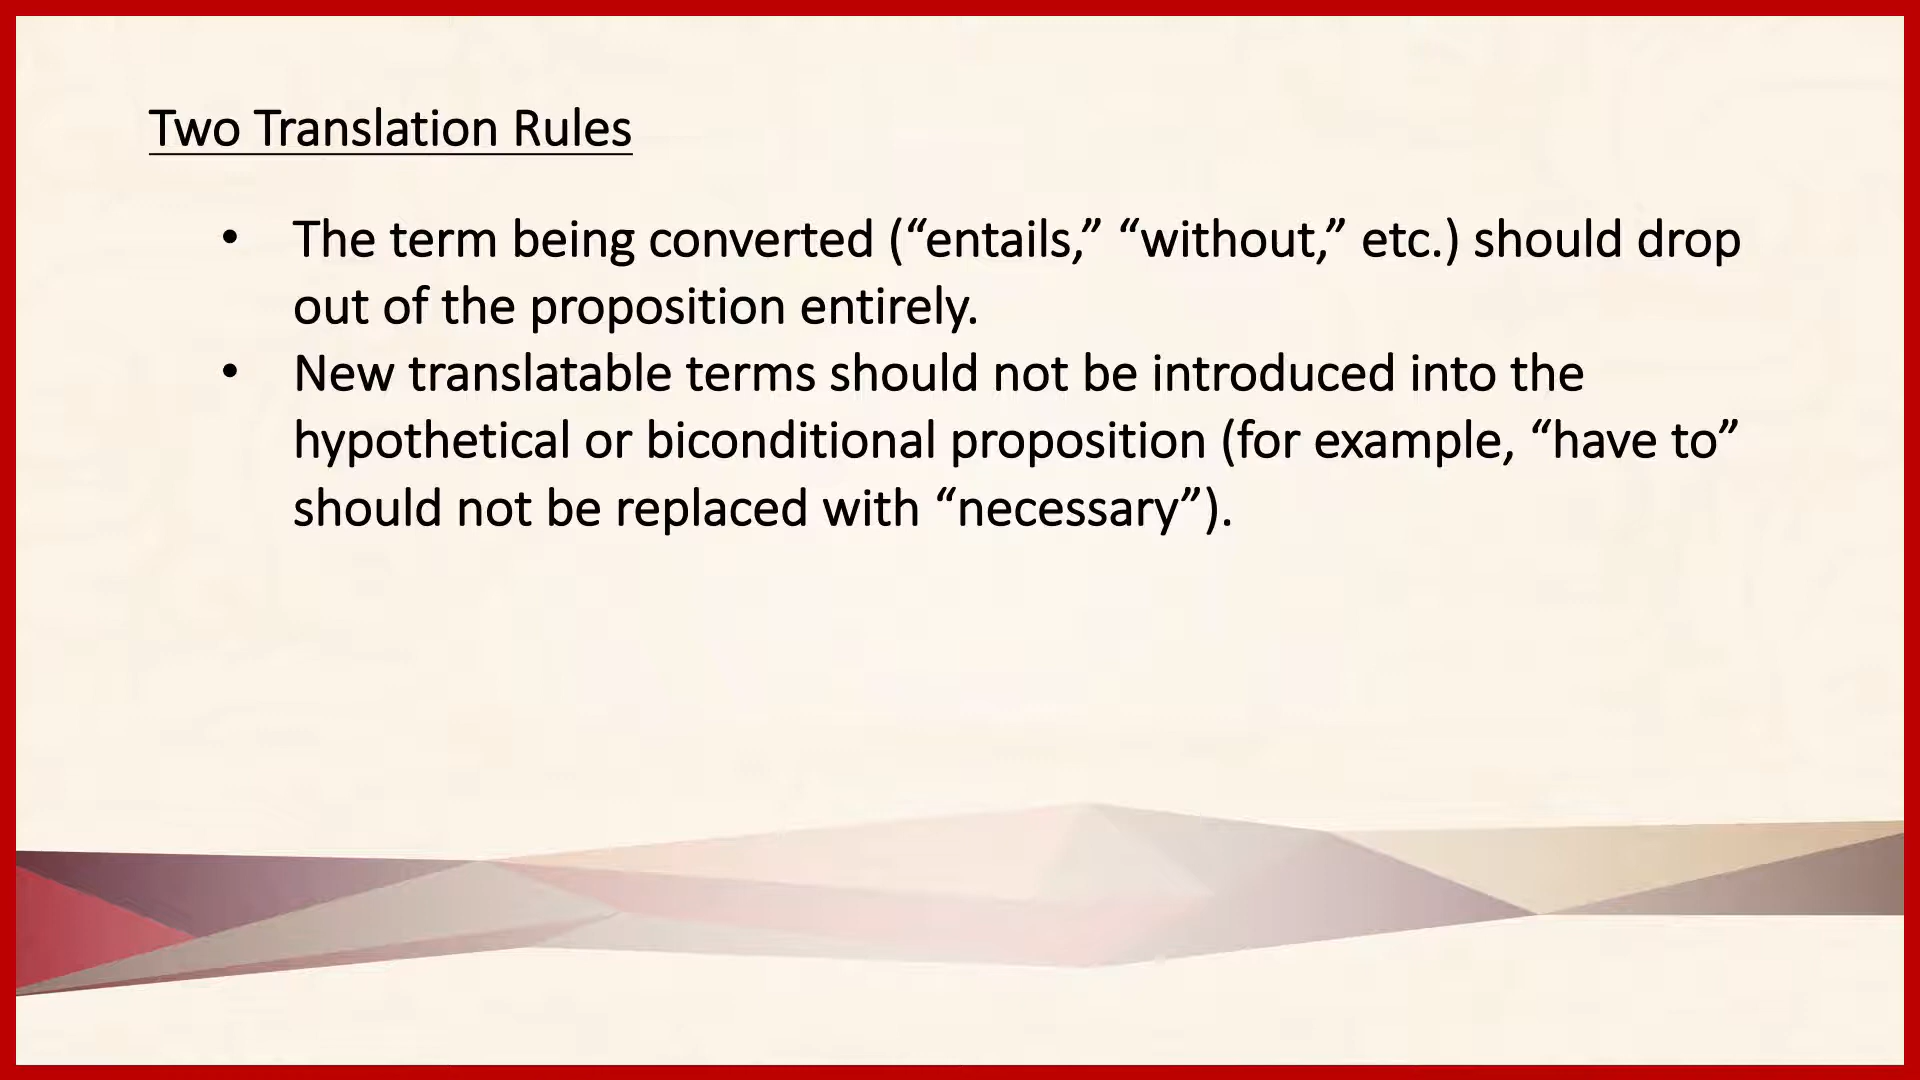 Two Translation Rules
• The term being converted (“entails,” “without,” etc.) should drop
out of the proposition entirely.
• New translatable terms should not be introduced into the
hypothetical or biconditional proposition (for example, “have to”
should not be replaced with “necessary”).